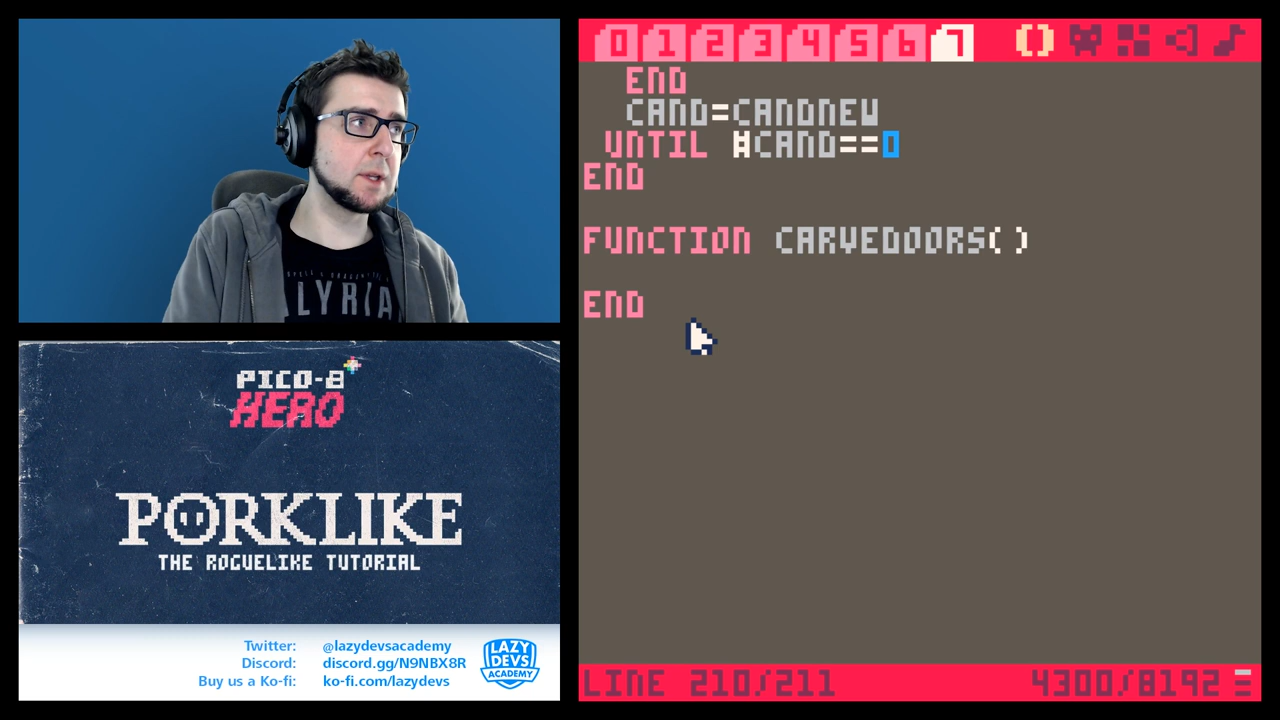 LYRIA
PICO-8
HERO
PORKLIKE
THE ROGUELIKE TUTORIAL
Twitter: @lazydevsacademy
Discord: discord.gg/N9NBX8R
Buy us a Ko-fi: ko-fi.com/lazydevs
LAZY
DEVS
ACADEMY
0 1 2 3 4 5 6 7
END
CAND=CANDNEW
UNTIL #CAND==0
END
FUNCTION CARVEDOORS()
END
LINE 210/211
4300/8192